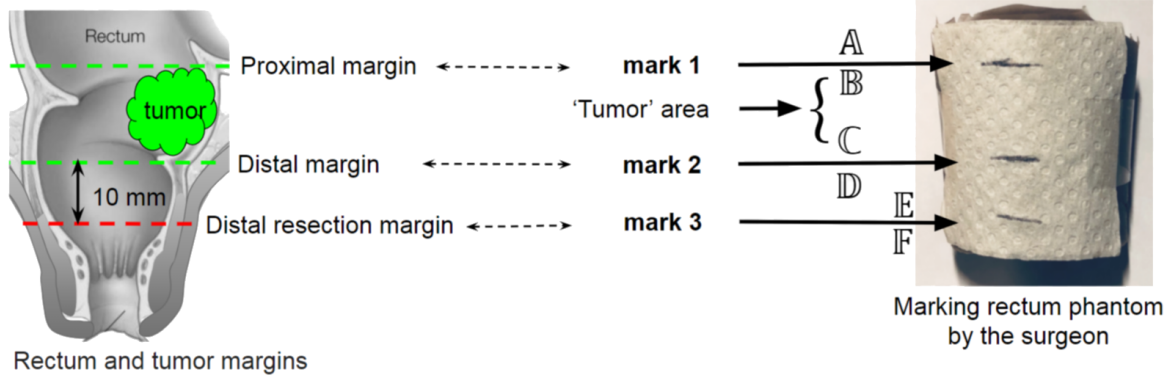 Rectum
Proximal margin
mark 1
𝔸
𝔹
tumor
'Tumor' area
ℂ
Distal margin
mark 2
𝔻
10 mm
𝔼
Distal resection margin
mark 3
𝔽
Marking rectum phantom
by the surgeon
Rectum and tumor margins